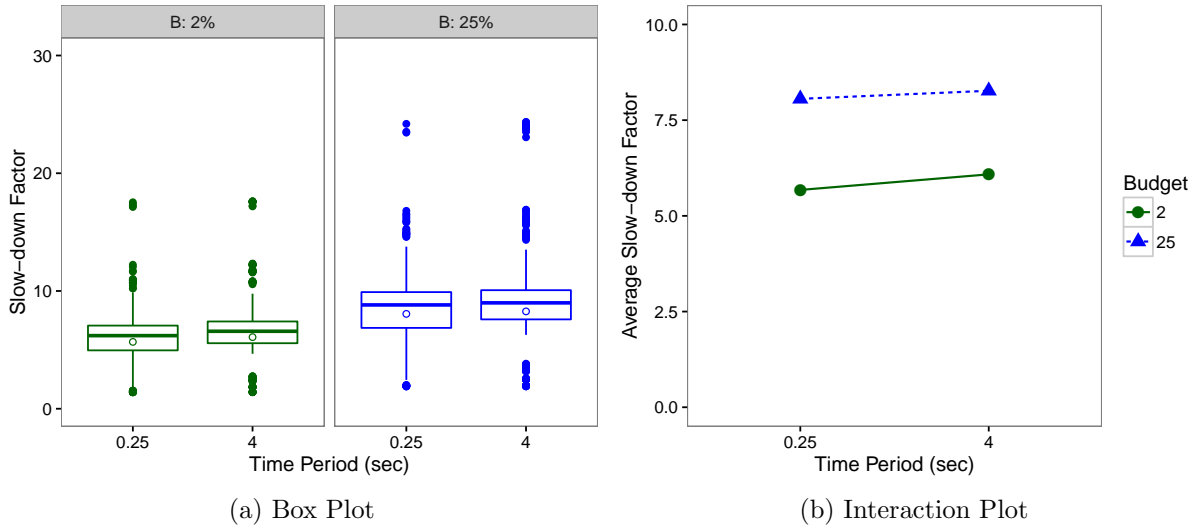 B: 2%
B: 25%
30
20
10
0
Slow−down Factor
0.25
4
0.25
4
Time Period (sec)
(a) Box Plot
10.0
7.5
5.0
2.5
0.0
Average Slow−down Factor
0.25
4
Time Period (sec)
Budget
2
25
(b) Interaction Plot